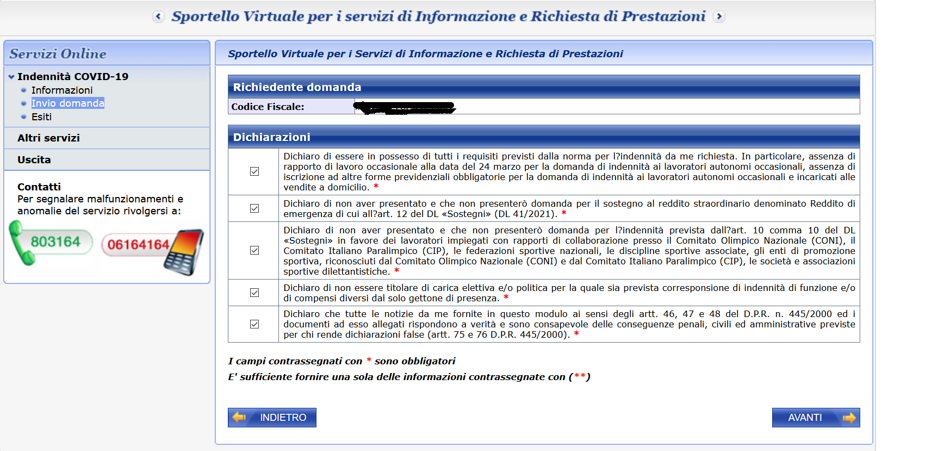 Sportello Virtuale per i servizi di Informazione e Richiesta di Prestazioni
Servizi Online
Indennità COVID-19
Informazioni
Invio domanda
Esiti
Altri servizi
Uscita
Contatti
Per segnalare malfunzionamenti e
anomalie del servizio rivolgersi a:
803164
06164164
Sportello Virtuale per i Servizi di Informazione e Richiesta di Prestazioni
Richiedente domanda
Codice Fiscale:
Dichiarazioni
Dichiaro di essere in possesso di tutti i requisiti previsti dalla norma per l?indennità da me richiesta. In particolare, assenza di
rapporto di lavoro occasionale alla data del 24 marzo per la domanda di indennità ai lavoratori autonomi occasionali, assenza di
iscrizione ad altre forme previdenziali obbligatorie per la domanda di indennità ai lavoratori autonomi occasionali e incaricati alle
vendite a domicilio. *
Dichiaro di non aver presentato e che non presenterò domanda per il sostegno al reddito straordinario denominato Reddito di
emergenza di cui all?art. 12 del DL «Sostegni» (DL 41/2021). *
Dichiaro di non aver presentato e che non presenterò domanda per l?indennità prevista dall?art. 10 comma 10 del DL
«Sostegni» in favore dei lavoratori impiegati con rapporti di collaborazione presso il Comitato Olimpico Nazionale (CONI), il
Comitato Italiano Paralimpico (CIP), le federazioni sportive nazionali, le discipline sportive associate, gli enti di promozione
sportiva, riconosciuti dal Comitato Olimpico Nazionale (CONI) e dal Comitato Italiano Paralimpico (CIP), le società e associazioni
sportive dilettantistiche. *
Dichiaro di non essere titolare di carica elettiva e/o politica per la quale sia prevista corresponsione di indennità di funzione e/o
di compensi diversi dal solo gettone di presenza. *
Dichiaro che tutte le notizie da me fornite in questo modulo ai sensi degli artt. 46, 47 e 48 del D.P.R. n. 445/2000 ed i
documenti ad esso allegati rispondono a verità e sono consapevole delle conseguenze penali, civili ed amministrative previste
per chi rende dichiarazioni false (artt. 75 e 76 D.P.R. 445/2000). *
I campi contrassegnati con * sono obbligatori
E' sufficiente fornire una sola delle informazioni contrassegnate con (**)
INDIETRO
AVANTI